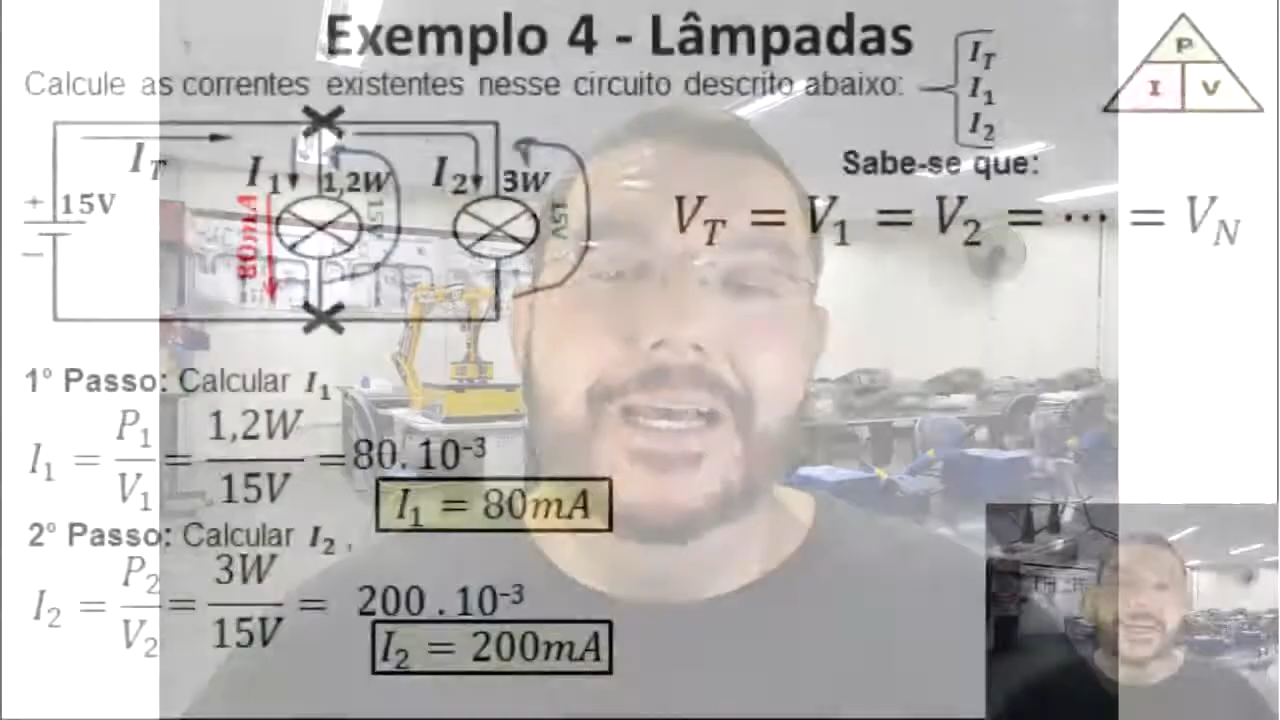 Exemplo 4 - Lâmpadas
Calcule as correntes existentes nesse circuito descrito abaixo:
I_T
I_1
I_2
P
I V
Sabe-se que:
V_T = V_1 = V_2 = ⋯ = V_N
I_T
I_1 1,2W I_2 3W
+ 15V
−
80mA
15V
15V
1° Passo: Calcular I_1
I_1 = P_1/V_1 = 1,2W/15V = 80. 10^-3
I_1 = 80mA
2° Passo: Calcular I_2 ,
I_2 = P_2/V_2 = 3W/15V = 200 . 10^-3
I_2 = 200mA